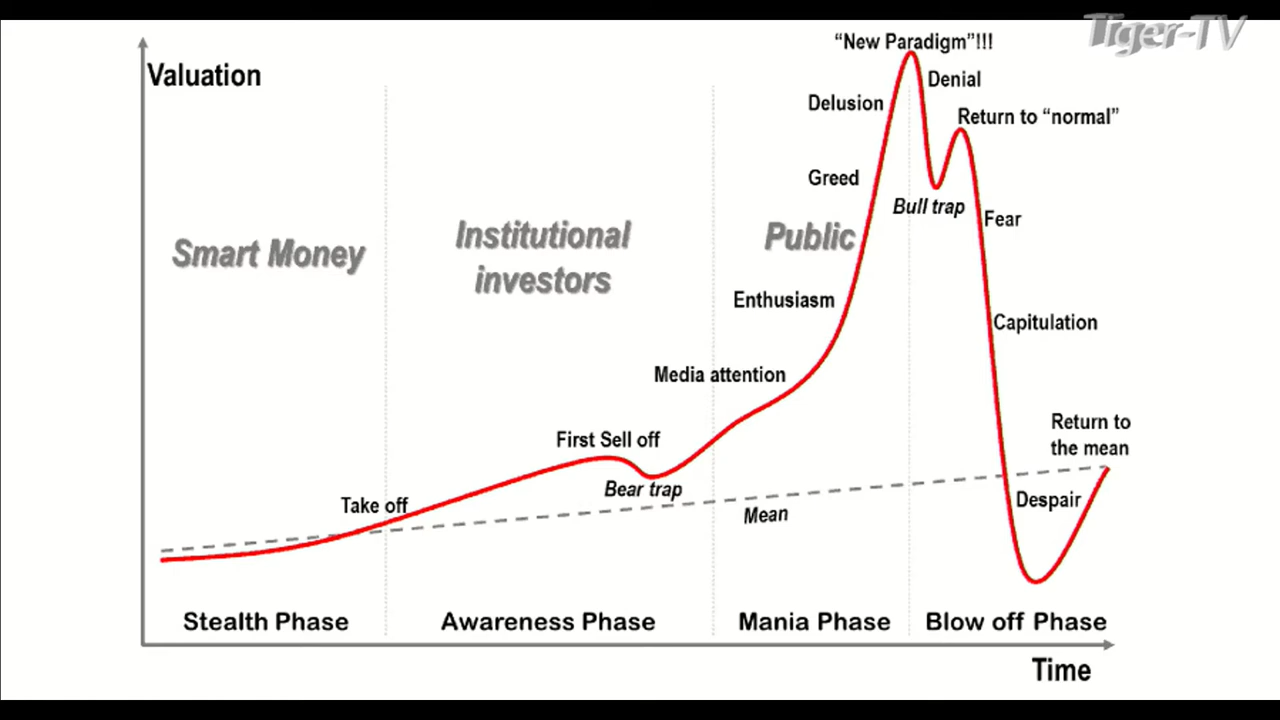 Tiger-TV
"New Paradigm"!!!
Valuation
Denial
Delusion
Return to "normal"
Greed
Bull trap
Fear
Smart Money
Institutional
investors
Public
Enthusiasm
Capitulation
Media attention
First Sell off
Return to
the mean
Bear trap
Take off
Mean
Despair
Stealth Phase
Awareness Phase
Mania Phase
Blow off Phase
Time